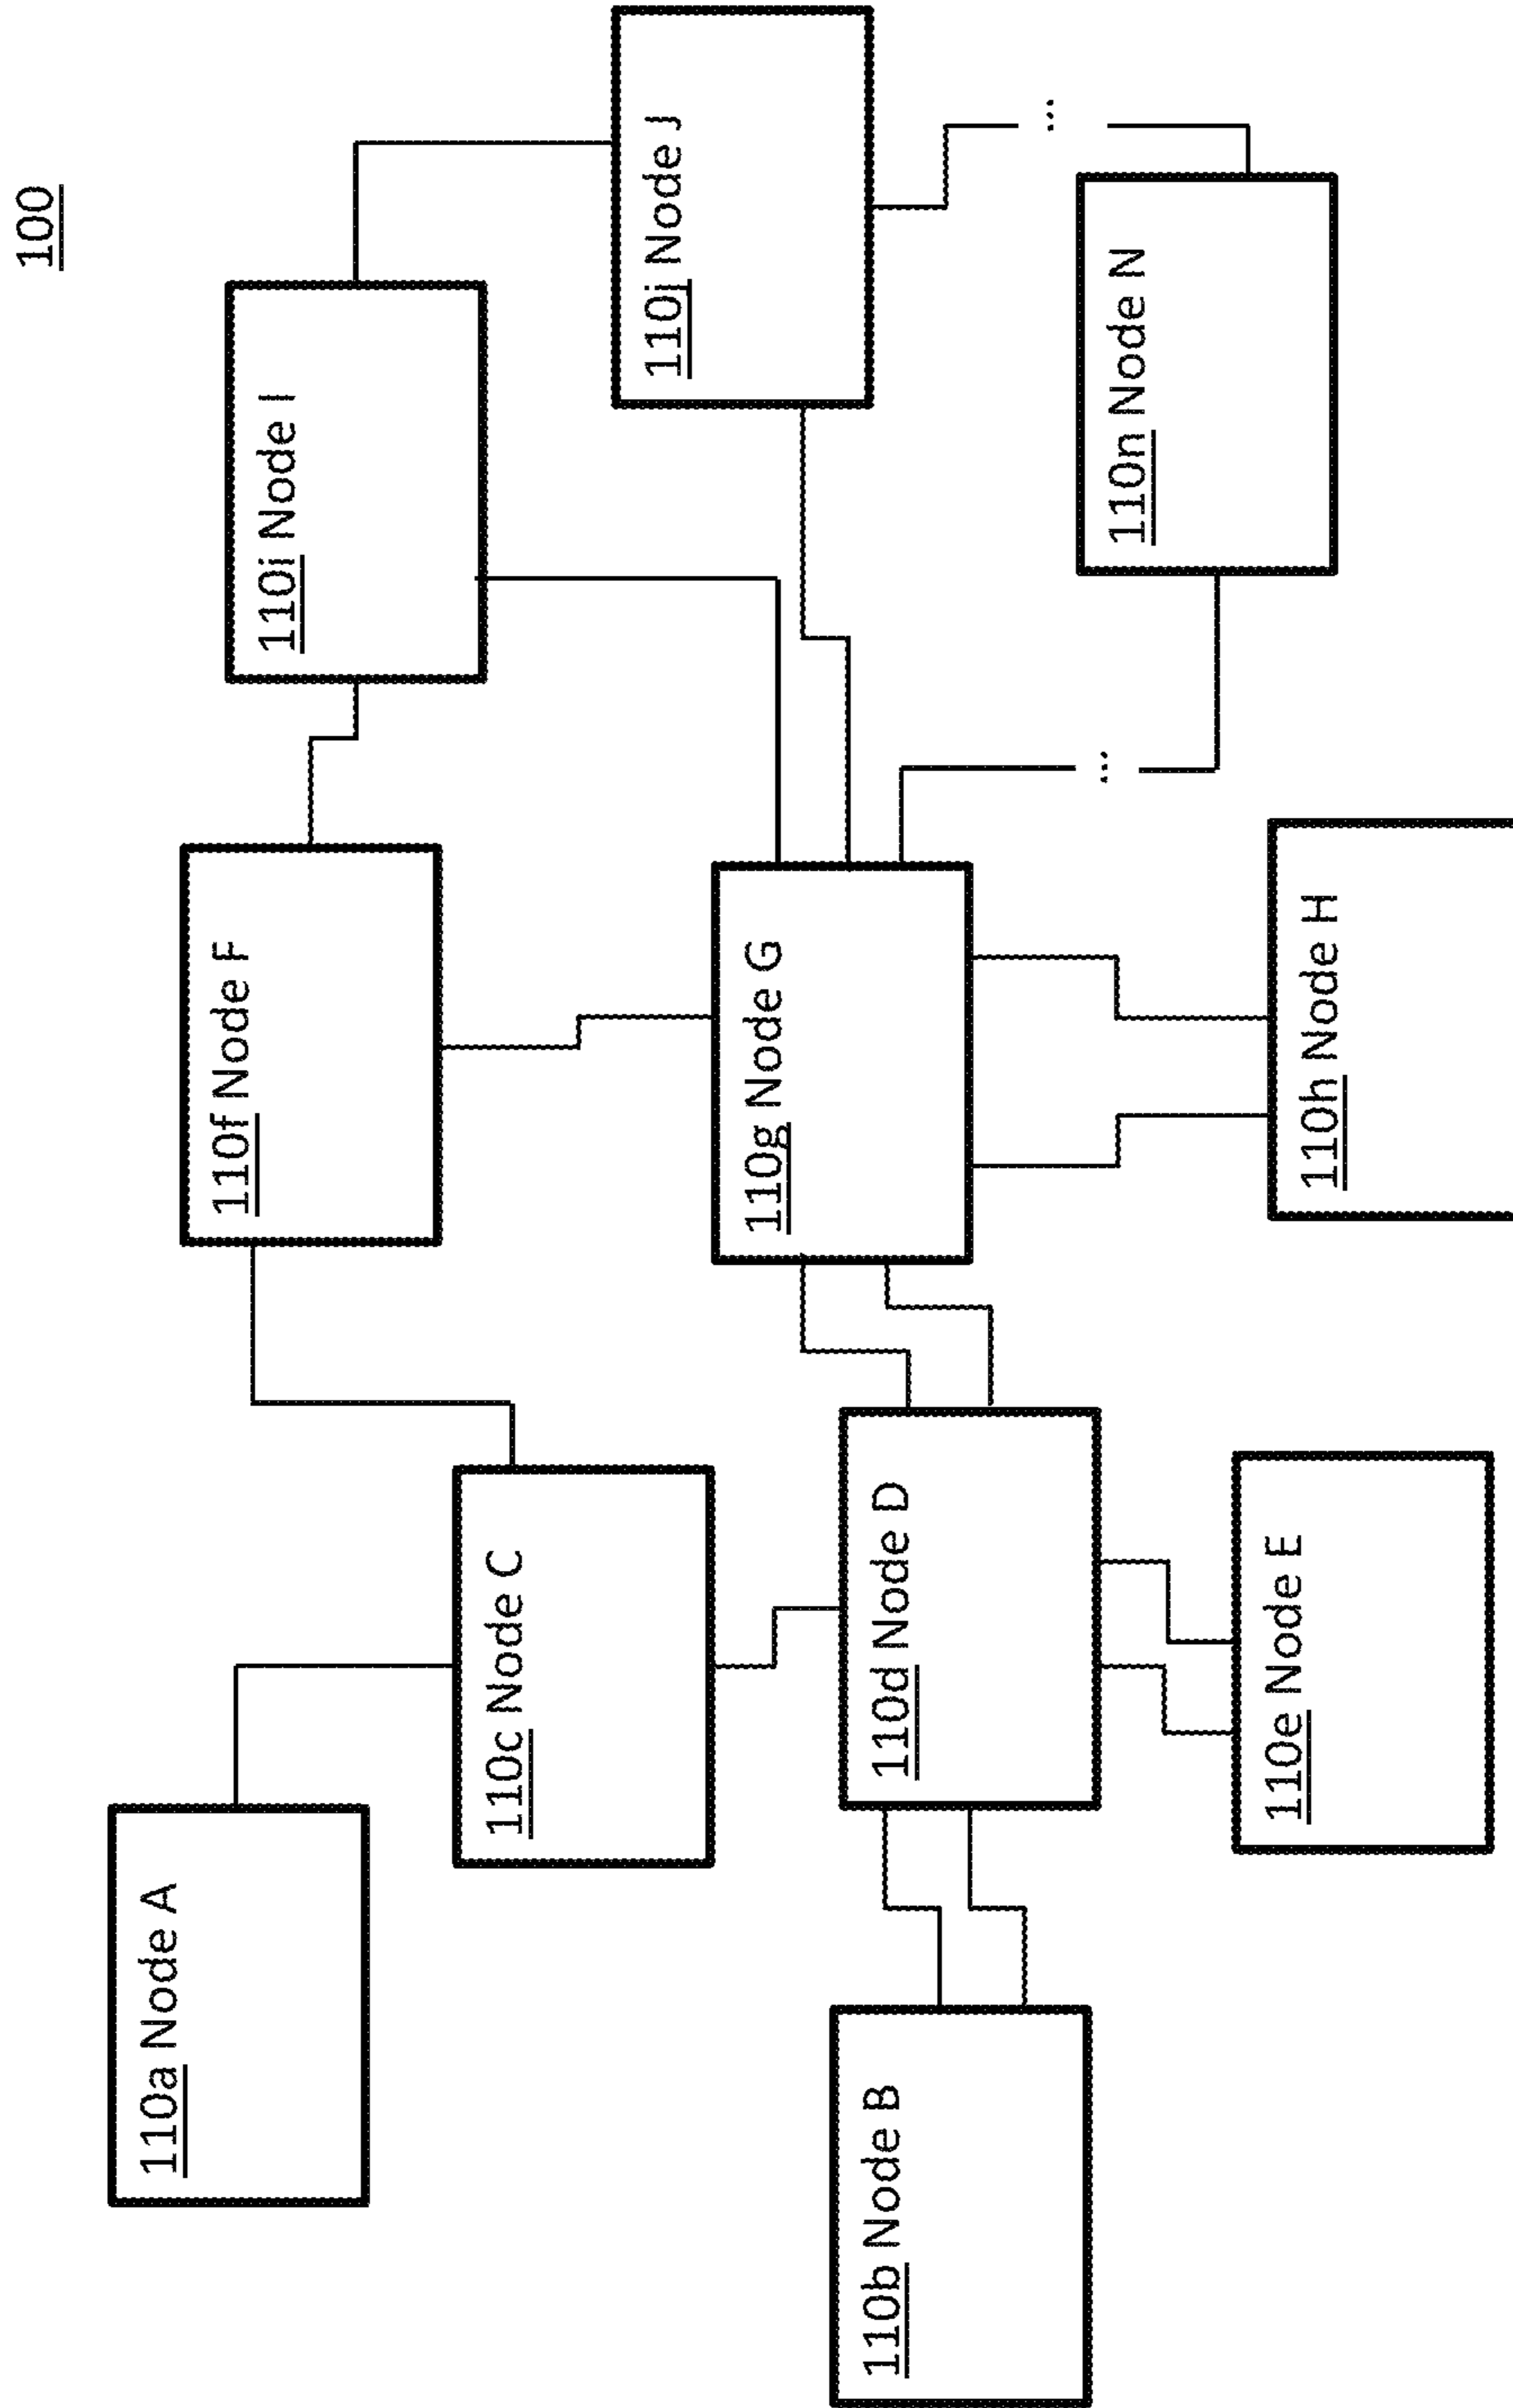 100
110a Node A
110f Node F
110i Node I
110c Node C
110j Node J
110g Node G
110d Node D
110b Node B
...
...
110n Node N
110e Node E
110h Node H